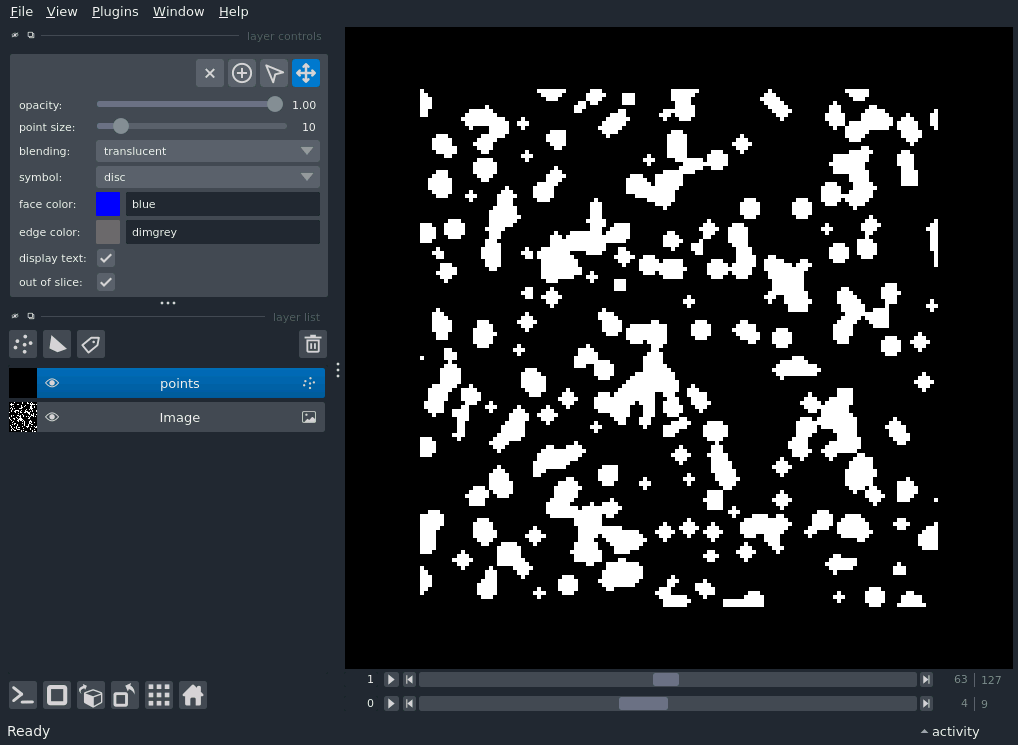 File View Plugins Window Help
layer controls
opacity: 1.00
point size: 10
blending: translucent
symbol: disc
face color: blue
edge color: dimgrey
display text:
out of slice:
layer list
points
Image
1 63 127
0 4 9
Ready activity